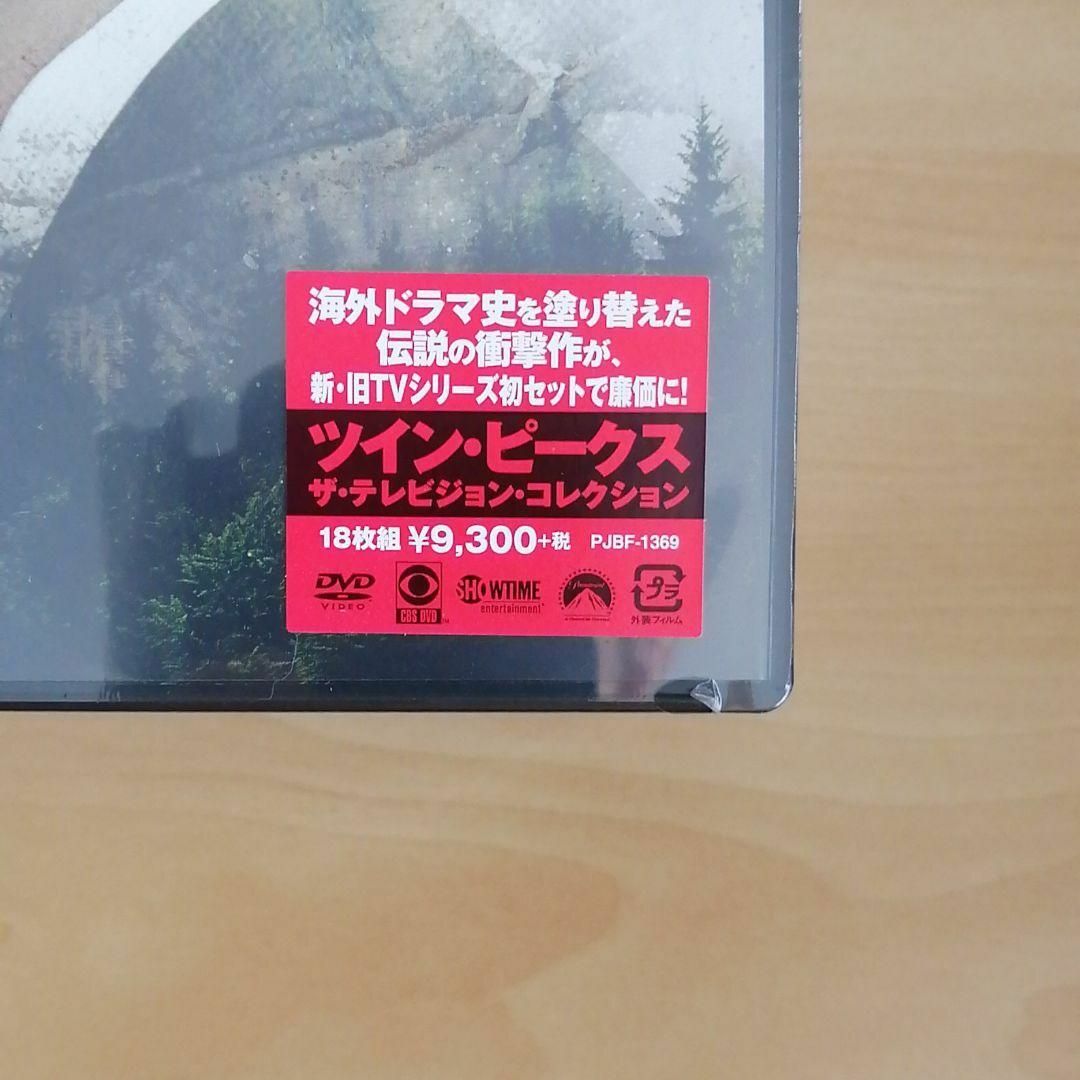 海外ドラマ史を塗り替えた
伝説の衝撃作が、
新・旧TVシリーズ初セットで廉価に!
ツイン・ピークス
ザ・テレビジョン・コレクション
18枚組 ¥9,300+税 PJBF-1369
DVD
VIDEO
CBS DVD
TM
SHOWTIME
entertainment
Paramount
プラ
外装フィルム